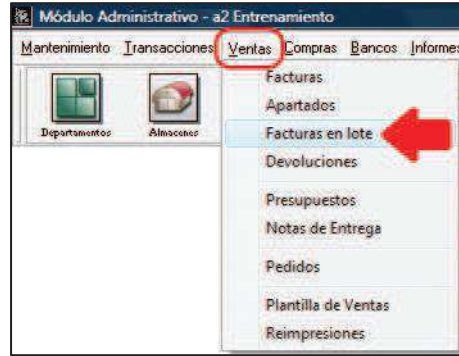 Módulo Administrativo - a2 Entrenamiento
Mantenimiento Transacciones Ventas Compras Bancos Informes
Departamentos Almacenes
Facturas
Apartados
Facturas en lote
Devoluciones
Presupuestos
Notas de Entrega
Pedidos
Plantilla de Ventas
Reimpresiones